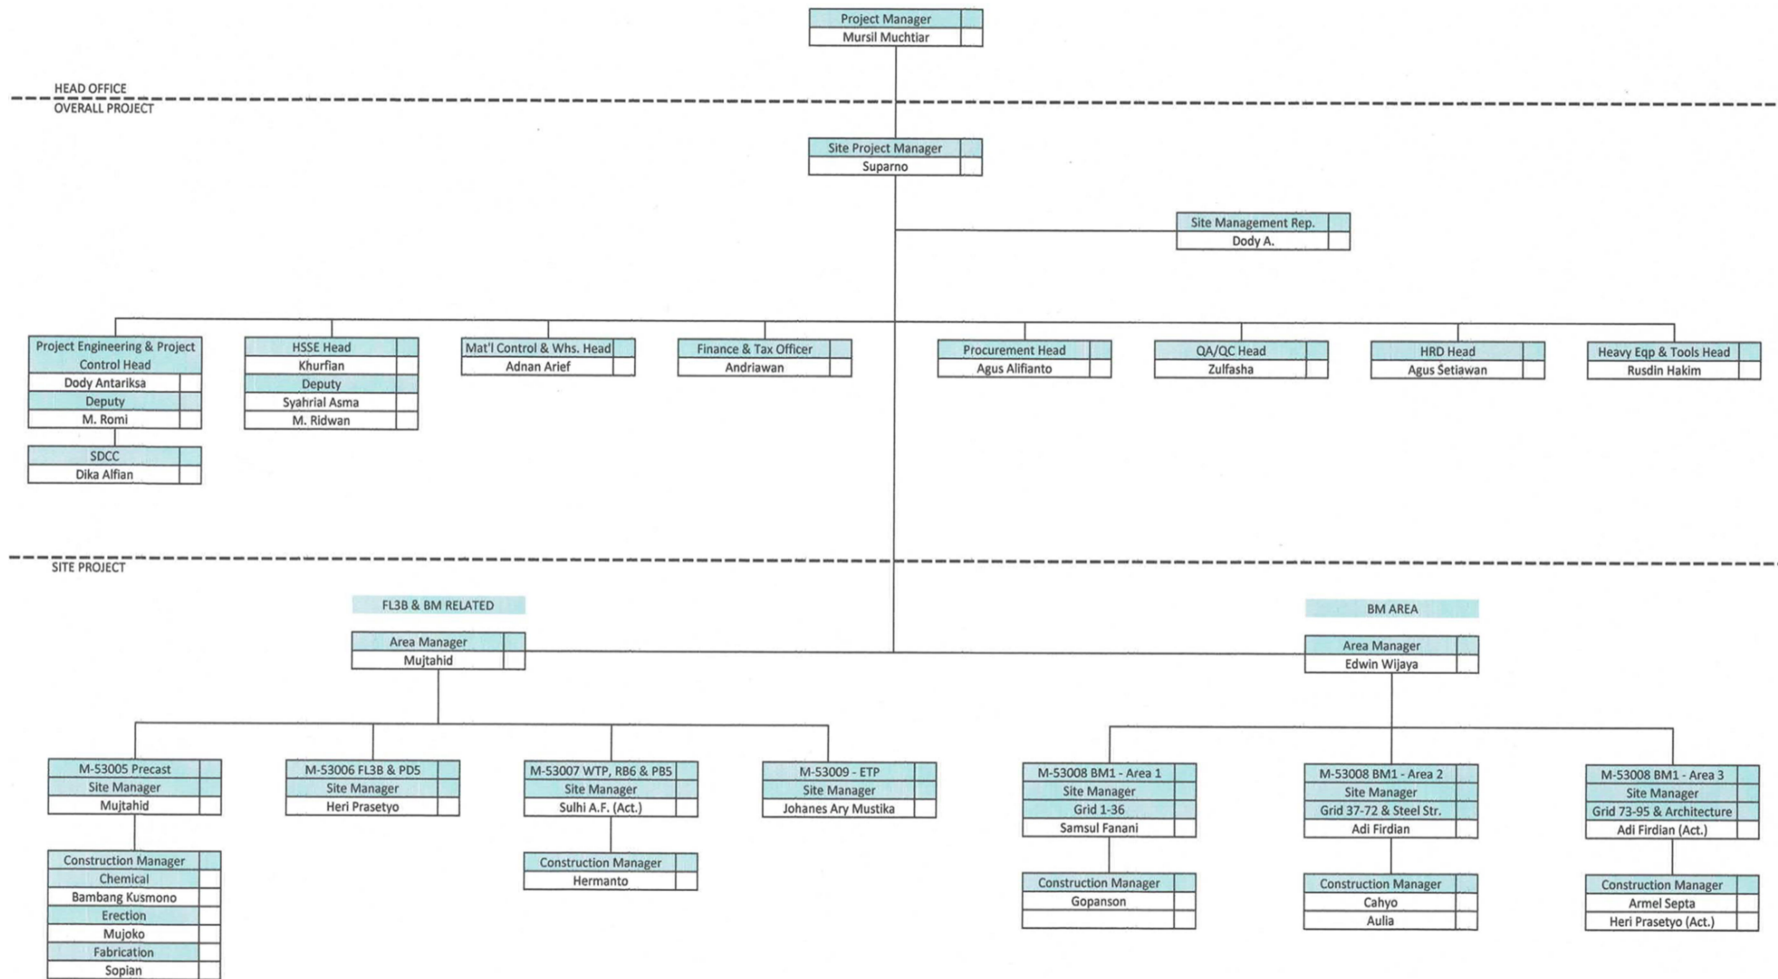 Project Manager
Mursil Muchtiar
HEAD OFFICE
OVERALL PROJECT
Site Project Manager
Suparno
Site Management Rep.
Dody A.
Project Engineering & Project
Control Head
Dody Antariksa
Deputy
M. Romi
SDCC
Dika Alfian
HSSE Head
Khurfian
Deputy
Syahrial Asma
M. Ridwan
Mat'l Control & Whs. Head
Adnan Arief
Finance & Tax Officer
Andriawan
Procurement Head
Agus Alifianto
QA/QC Head
Zulfasha
HRD Head
Agus Setiawan
Heavy Eqp & Tools Head
Rusdin Hakim
SITE PROJECT
FL3B & BM RELATED
Area Manager
Mujtahid
BM AREA
Area Manager
Edwin Wijaya
M-53005 Precast
Site Manager
Mujtahid
Construction Manager
Chemical
Bambang Kusmono
Erection
Mujoko
Fabrication
Sopian
M-53006 FL3B & PD5
Site Manager
Heri Prasetyo
M-53007 WTP, RB6 & PB5
Site Manager
Sulhi A.F. (Act.)
Construction Manager
Hermanto
M-53009 - ETP
Site Manager
Johanes Ary Mustika
M-53008 BM1 - Area 1
Site Manager
Grid 1-36
Samsul Fanani
Construction Manager
Gopanson
M-53008 BM1 - Area 2
Site Manager
Grid 37-72 & Steel Str.
Adi Firdian
Construction Manager
Cahyo
Aulia
M-53008 BM1 - Area 3
Site Manager
Grid 73-95 & Architecture
Adi Firdian (Act.)
Construction Manager
Armel Septa
Heri Prasetyo (Act.)